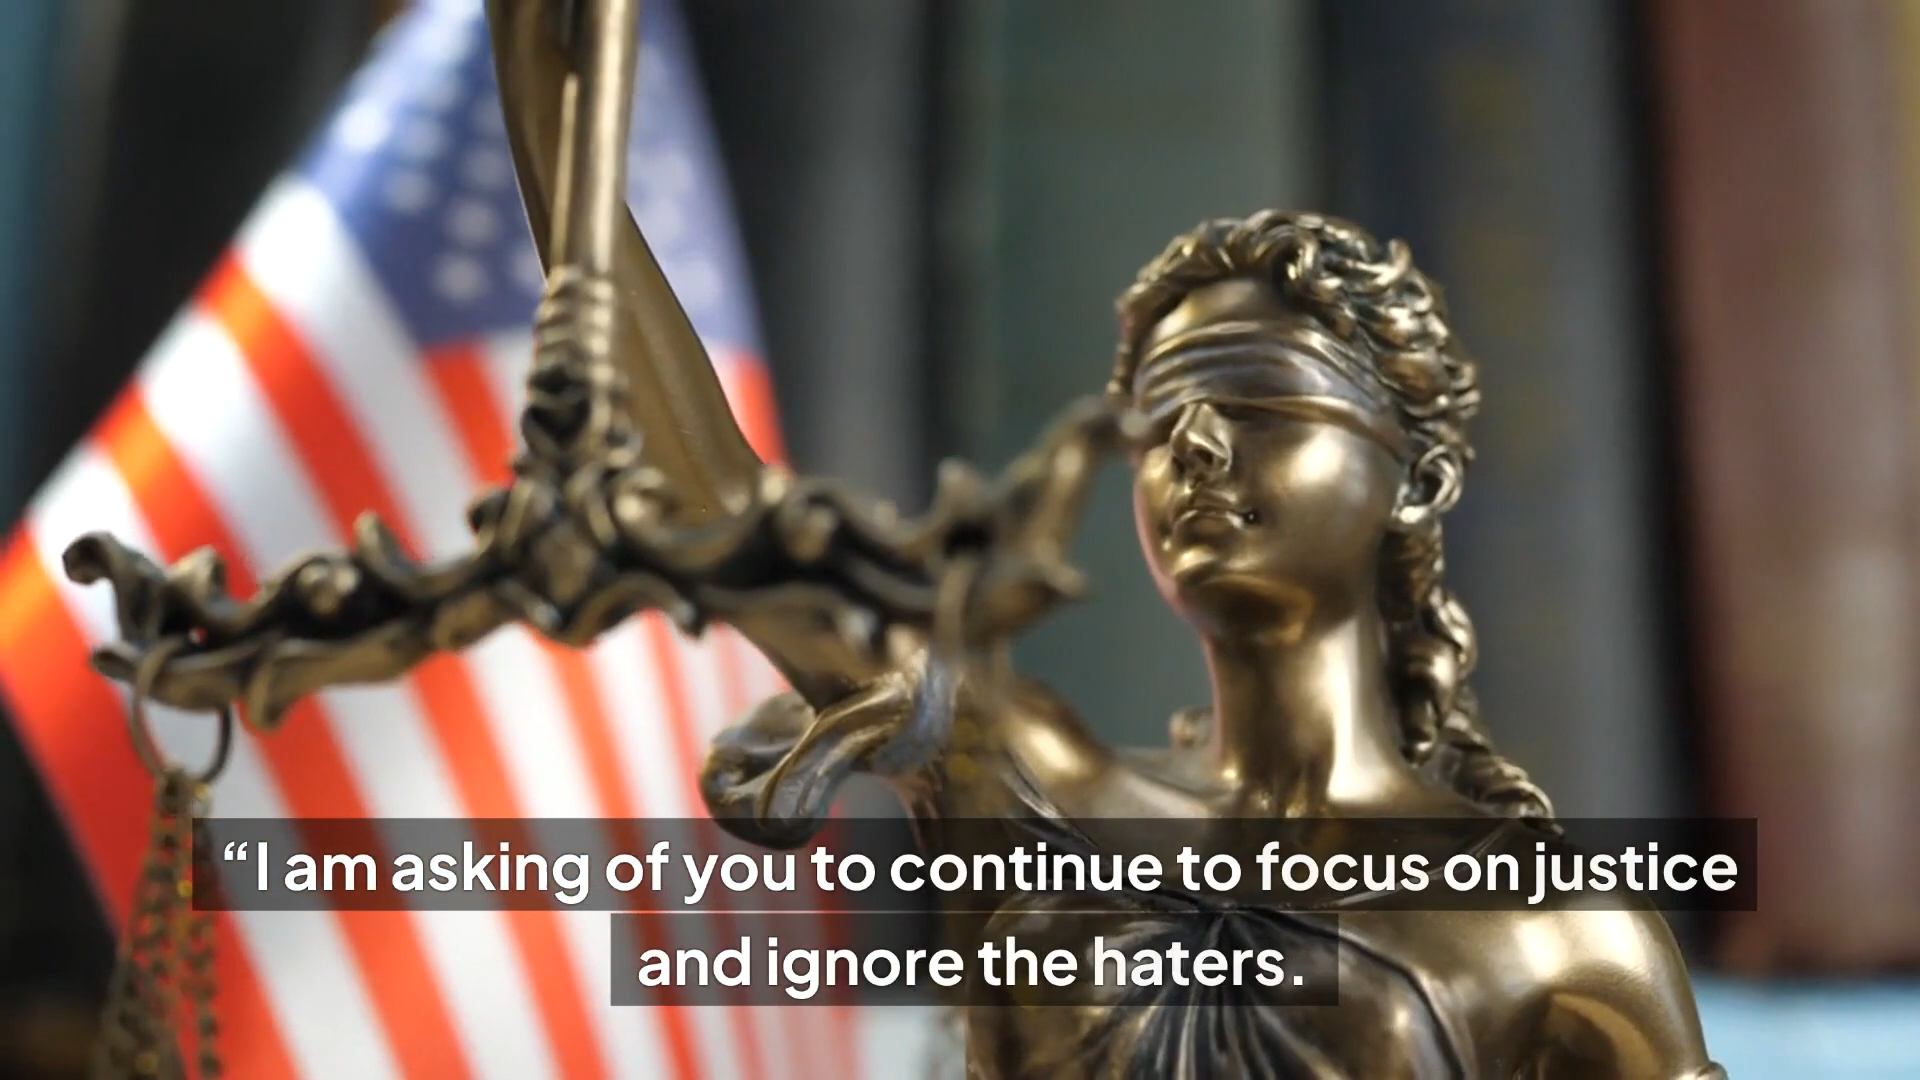 “I am asking of you to continue to focus on justice
and ignore the haters.